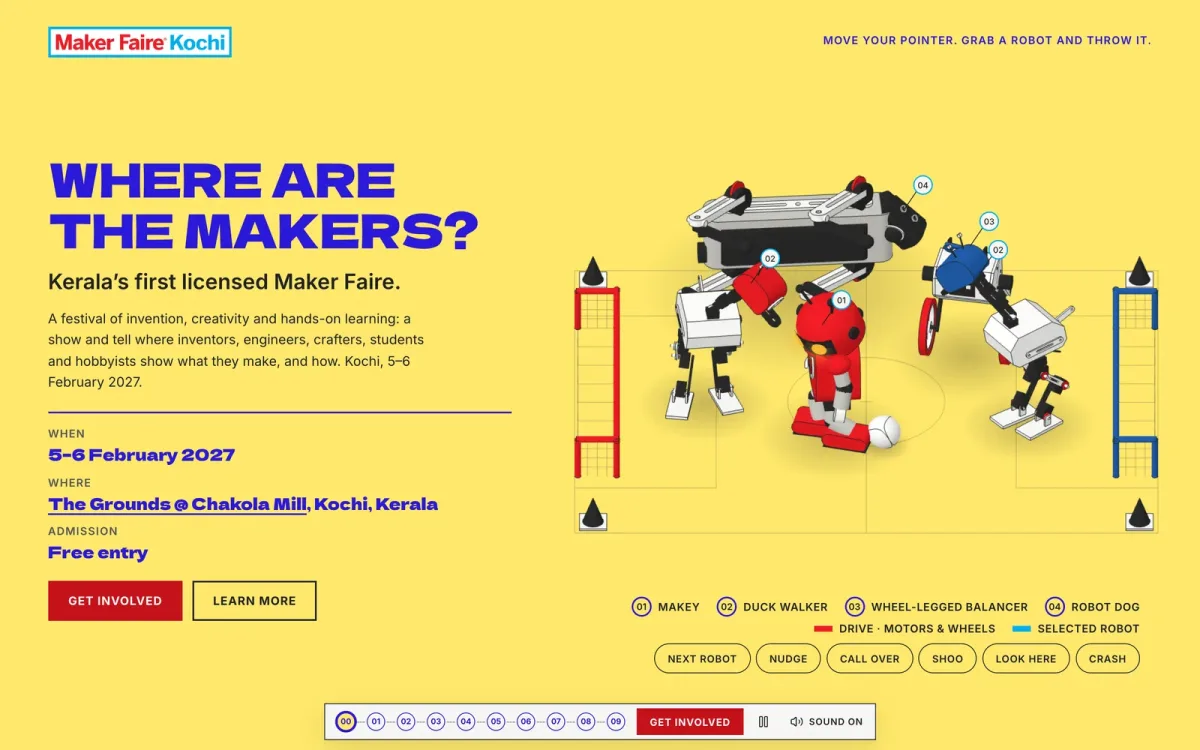 Maker Faire Kochi
MOVE YOUR POINTER. GRAB A ROBOT AND THROW IT.
WHERE ARE
THE MAKERS?
Kerala’s first licensed Maker Faire.
A festival of invention, creativity and hands-on learning: a
show and tell where inventors, engineers, crafters, students
and hobbyists show what they make, and how. Kochi, 5–6
February 2027.
WHEN
5–6 February 2027
WHERE
The Grounds @ Chakola Mill, Kochi, Kerala
ADMISSION
Free entry
GET INVOLVED
LEARN MORE
04
03
02
02
01
01 MAKEY 02 DUCK WALKER 03 WHEEL-LEGGED BALANCER 04 ROBOT DOG
DRIVE · MOTORS & WHEELS SELECTED ROBOT
NEXT ROBOT NUDGE CALL OVER SHOO LOOK HERE CRASH
00 01 02 03 04 05 06 07 08 09 GET INVOLVED SOUND ON